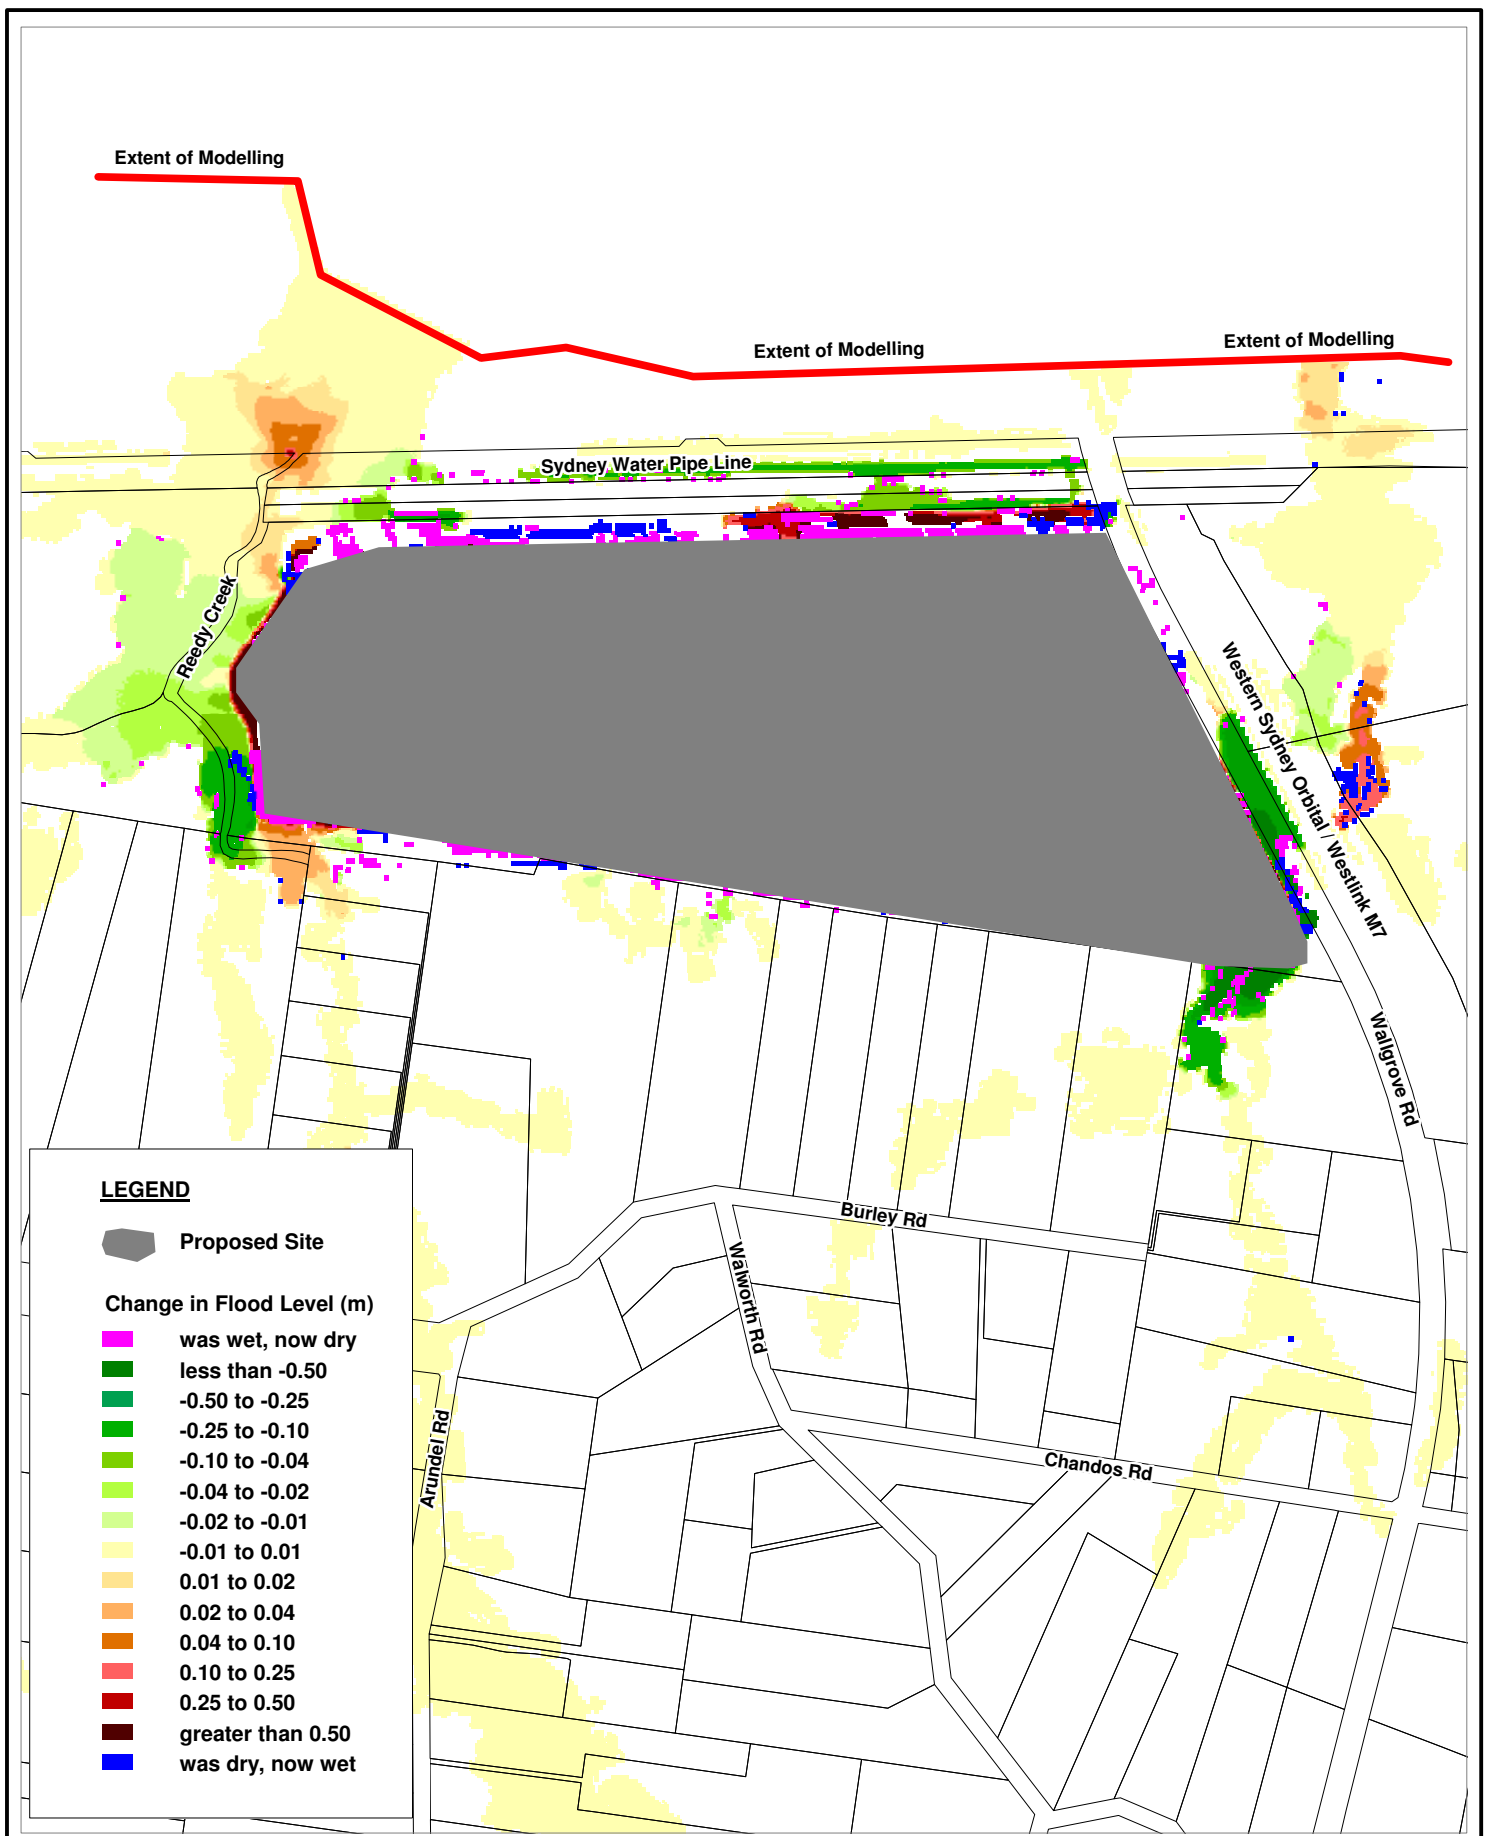 Extent of Modelling
Extent of Modelling
Extent of Modelling
Sydney Water Pipe Line
Reedy Creek
Western Sydney Orbital / Westlink M7
Wallgrove Rd
Burley Rd
Walworth Rd
Arundel Rd
Chandos Rd
LEGEND
Proposed Site
Change in Flood Level (m)
was wet, now dry
less than -0.50
-0.50 to -0.25
-0.25 to -0.10
-0.10 to -0.04
-0.04 to -0.02
-0.02 to -0.01
-0.01 to 0.01
0.01 to 0.02
0.02 to 0.04
0.04 to 0.10
0.10 to 0.25
0.25 to 0.50
greater than 0.50
was dry, now wet